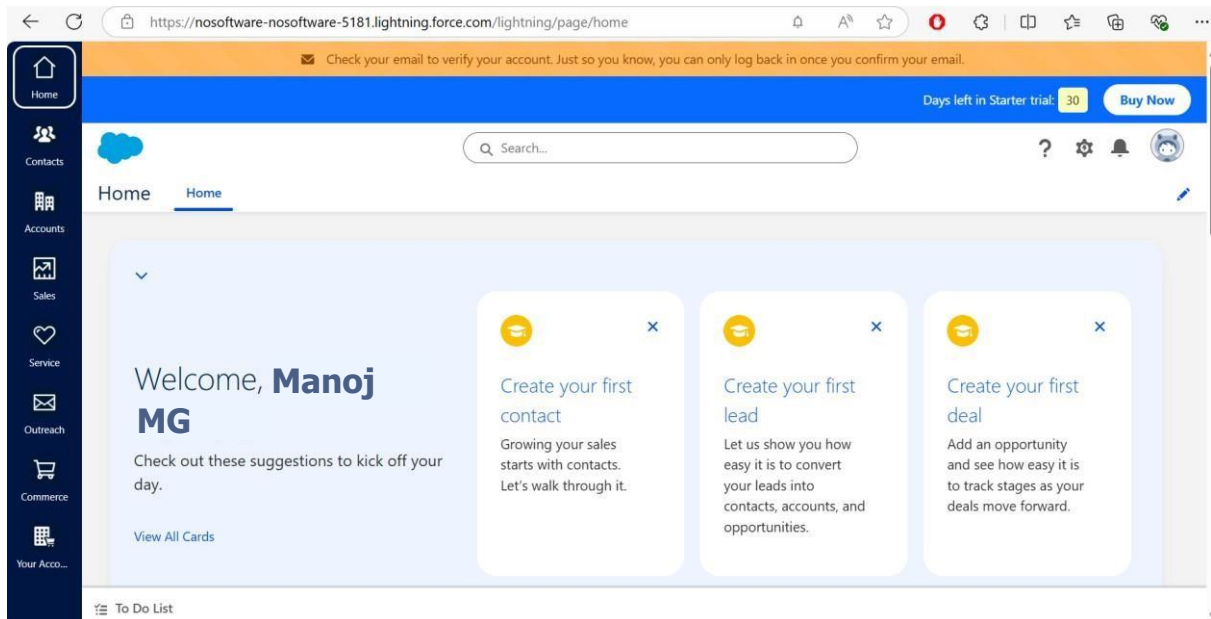 https://nosoftware-nosoftware-5181.lightning.force.com/lightning/page/home
Check your email to verify your account. Just so you know, you can only log back in once you confirm your email.
Days left in Starter trial: 30 Buy Now
Search...
Home Home
Home
Contacts
Accounts
Sales
Service
Outreach
Commerce
Your Acco...
Welcome, Manoj
MG
Check out these suggestions to kick off your
day.
View All Cards
Create your first
contact
Growing your sales
starts with contacts.
Let's walk through it.
Create your first
lead
Let us show you how
easy it is to convert
your leads into
contacts, accounts, and
opportunities.
Create your first
deal
Add an opportunity
and see how easy it is
to track stages as your
deals move forward.
To Do List